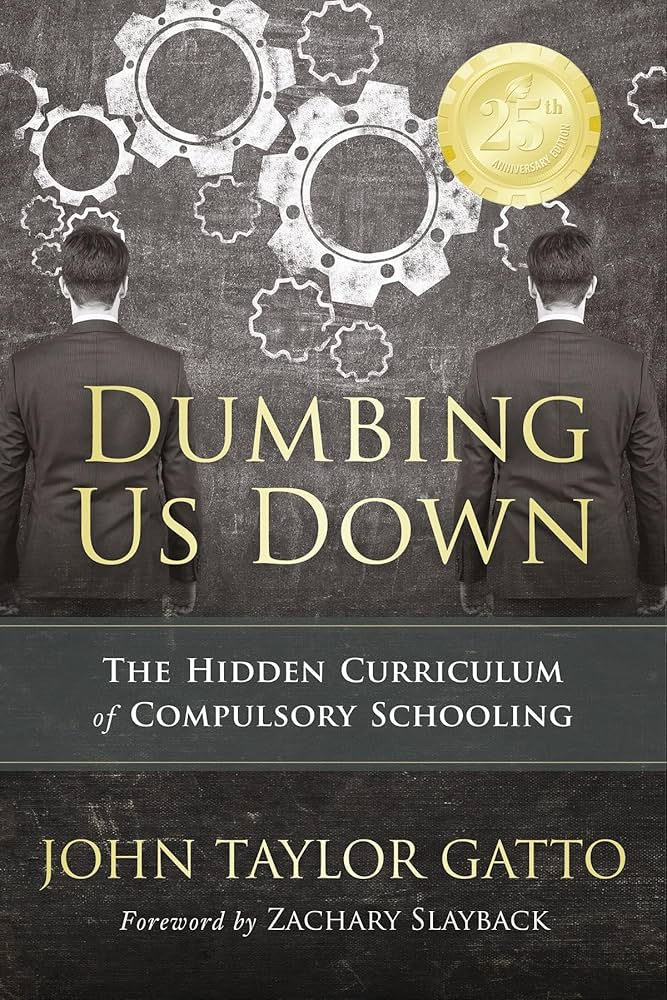 25th
ANNIVERSARY EDITION
DUMBING
US DOWN
THE HIDDEN CURRICULUM
of COMPULSORY SCHOOLING
JOHN TAYLOR GATTO
Foreword by ZACHARY SLAYBACK